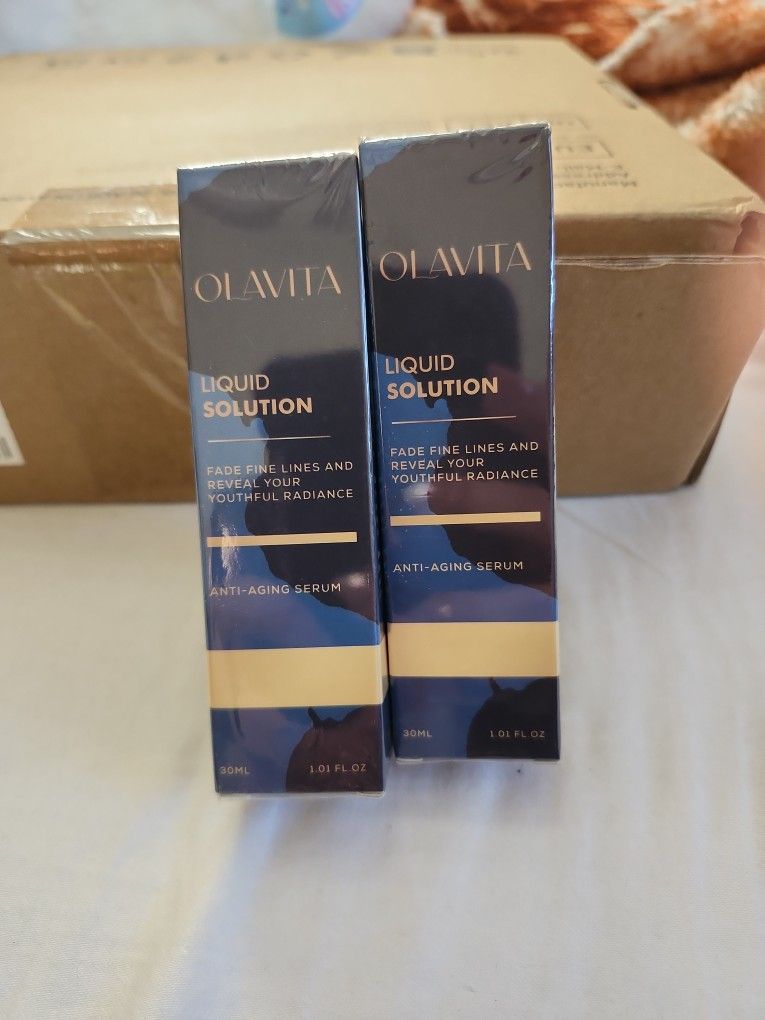 OLAVITA
LIQUID
SOLUTION
FADE FINE LINES AND
REVEAL YOUR
YOUTHFUL RADIANCE
ANTI-AGING SERUM
30ML 1.01 FL OZ
OLAVITA
LIQUID
SOLUTION
FADE FINE LINES AND
REVEAL YOUR
YOUTHFUL RADIANCE
ANTI-AGING SERUM
30ML 1.01 FL OZ